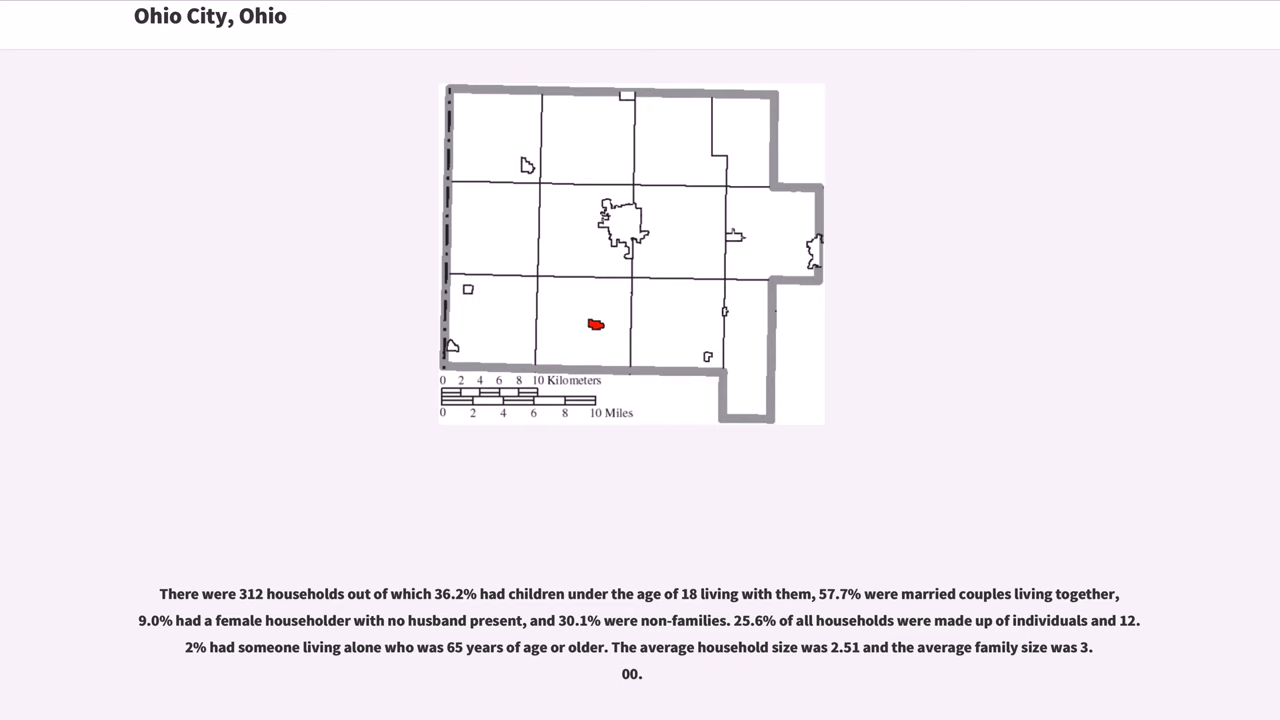 Ohio City, Ohio
0 2 4 6 8 10 Kilometers
0 2 4 6 8 10 Miles
There were 312 households out of which 36.2% had children under the age of 18 living with them, 57.7% were married couples living together,
9.0% had a female householder with no husband present, and 30.1% were non-families. 25.6% of all households were made up of individuals and 12.
2% had someone living alone who was 65 years of age or older. The average household size was 2.51 and the average family size was 3.
00.